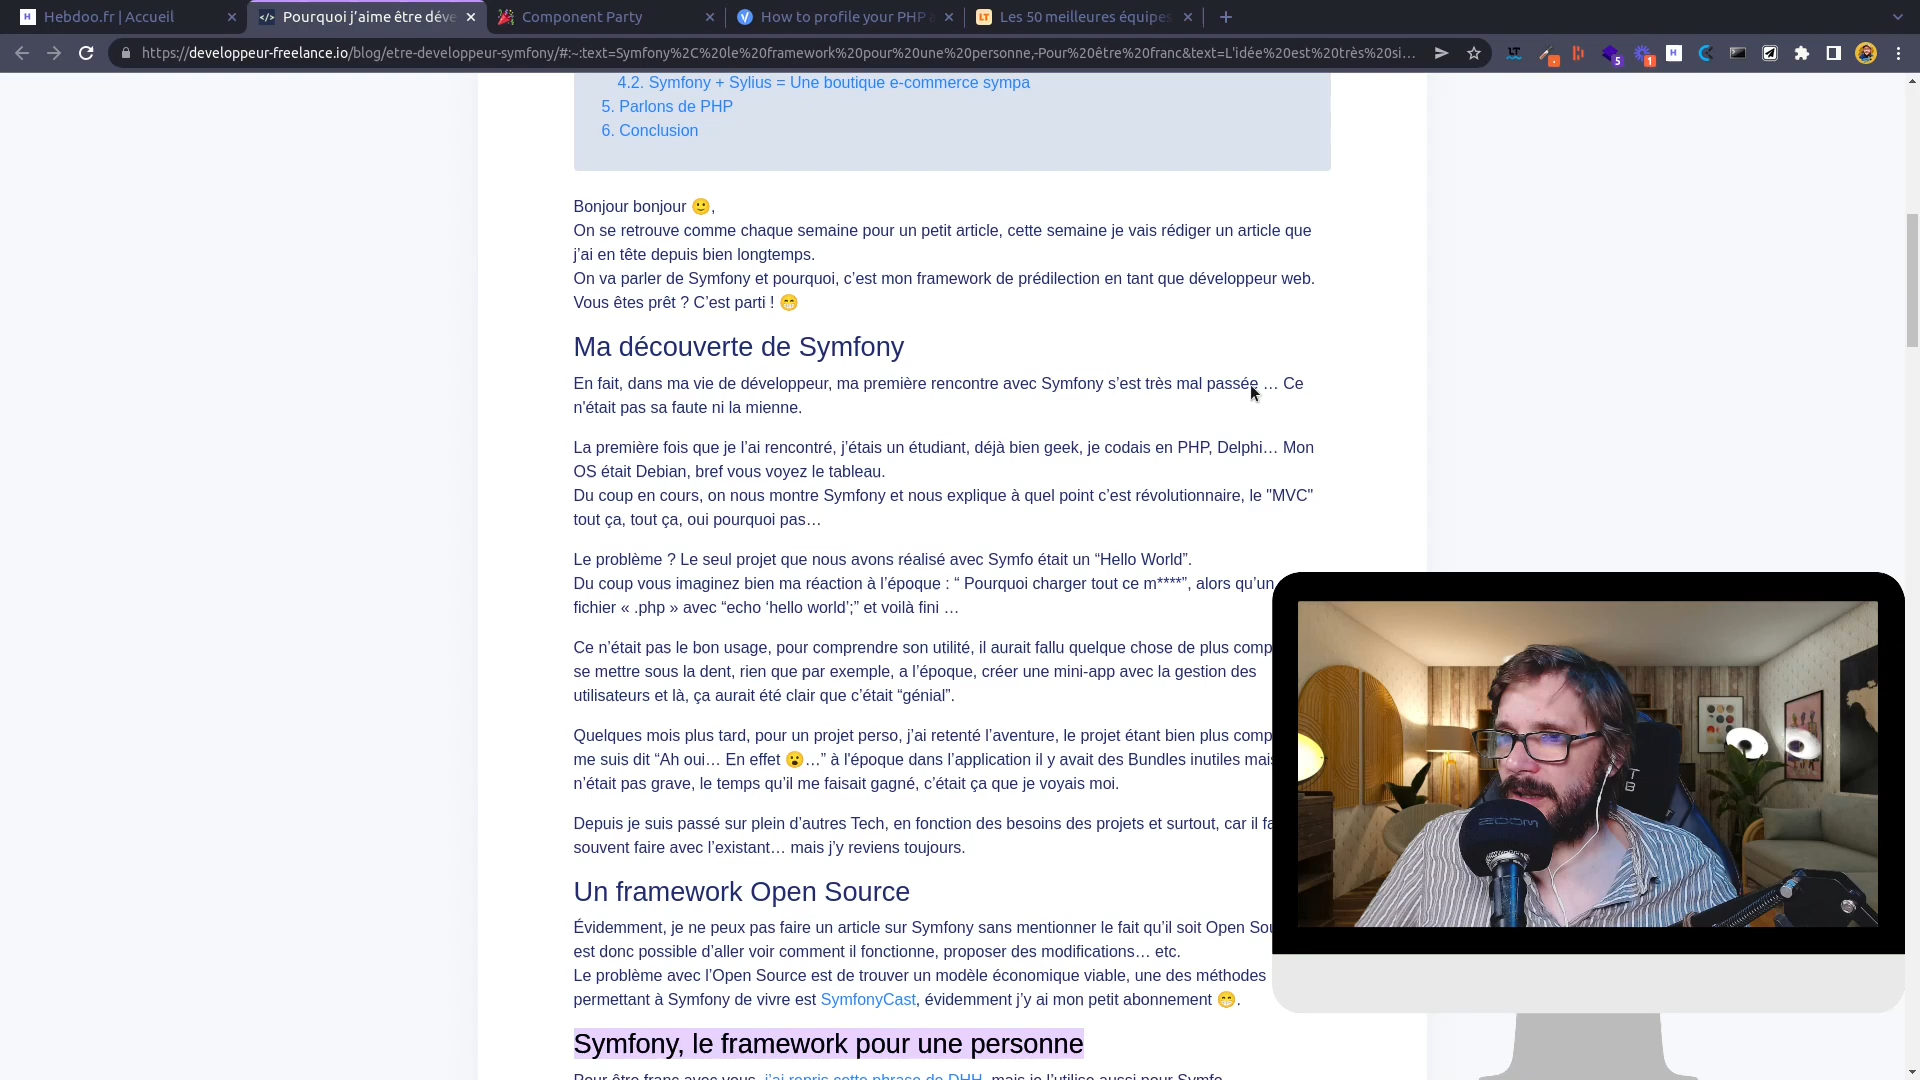 Hebdoo.fr | Accueil
Pourquoi j’aime être déve
Component Party
How to profile your PHP a
Les 50 meilleures équipes
https://developpeur-freelance.io/blog/etre-developpeur-symfony/#:~:text=Symfony%2C%20le%20framework%20pour%20une%20personne,-Pour%20être%20franc&text=L'idée%20est%20très%20si...
4.2. Symfony + Sylius = Une boutique e-commerce sympa
5. Parlons de PHP
6. Conclusion
Bonjour bonjour 🙂,
On se retrouve comme chaque semaine pour un petit article, cette semaine je vais rédiger un article que
j’ai en tête depuis bien longtemps.
On va parler de Symfony et pourquoi, c’est mon framework de prédilection en tant que développeur web.
Vous êtes prêt ? C’est parti ! 😁
Ma découverte de Symfony
En fait, dans ma vie de développeur, ma première rencontre avec Symfony s’est très mal passée … Ce
n'était pas sa faute ni la mienne.
La première fois que je l’ai rencontré, j’étais un étudiant, déjà bien geek, je codais en PHP, Delphi… Mon
OS était Debian, bref vous voyez le tableau.
Du coup en cours, on nous montre Symfony et nous explique à quel point c’est révolutionnaire, le "MVC"
tout ça, tout ça, oui pourquoi pas…
Le problème ? Le seul projet que nous avons réalisé avec Symfo était un “Hello World”.
Du coup vous imaginez bien ma réaction à l’époque : “ Pourquoi charger tout ce m****”, alors qu’un
fichier « .php » avec “echo ‘hello world’;” et voilà fini …
Ce n’était pas le bon usage, pour comprendre son utilité, il aurait fallu quelque chose de plus comp
se mettre sous la dent, rien que par exemple, a l’époque, créer une mini-app avec la gestion des
utilisateurs et là, ça aurait été clair que c’était “génial”.
Quelques mois plus tard, pour un projet perso, j’ai retenté l’aventure, le projet étant bien plus comp
me suis dit “Ah oui… En effet 😮…” à l'époque dans l’application il y avait des Bundles inutiles mais
n’était pas grave, le temps qu’il me faisait gagné, c’était ça que je voyais moi.
Depuis je suis passé sur plein d’autres Tech, en fonction des besoins des projets et surtout, car il fa
souvent faire avec l’existant… mais j’y reviens toujours.
Un framework Open Source
Évidemment, je ne peux pas faire un article sur Symfony sans mentionner le fait qu’il soit Open Sou
est donc possible d’aller voir comment il fonctionne, proposer des modifications… etc.
Le problème avec l’Open Source est de trouver un modèle économique viable, une des méthodes
permettant à Symfony de vivre est SymfonyCast, évidemment j’y ai mon petit abonnement 😁.
Symfony, le framework pour une personne
Pour être franc avec vous, j’ai repris cette phrase de DHH, mais je l’utilise aussi pour Symfo
ZOOM